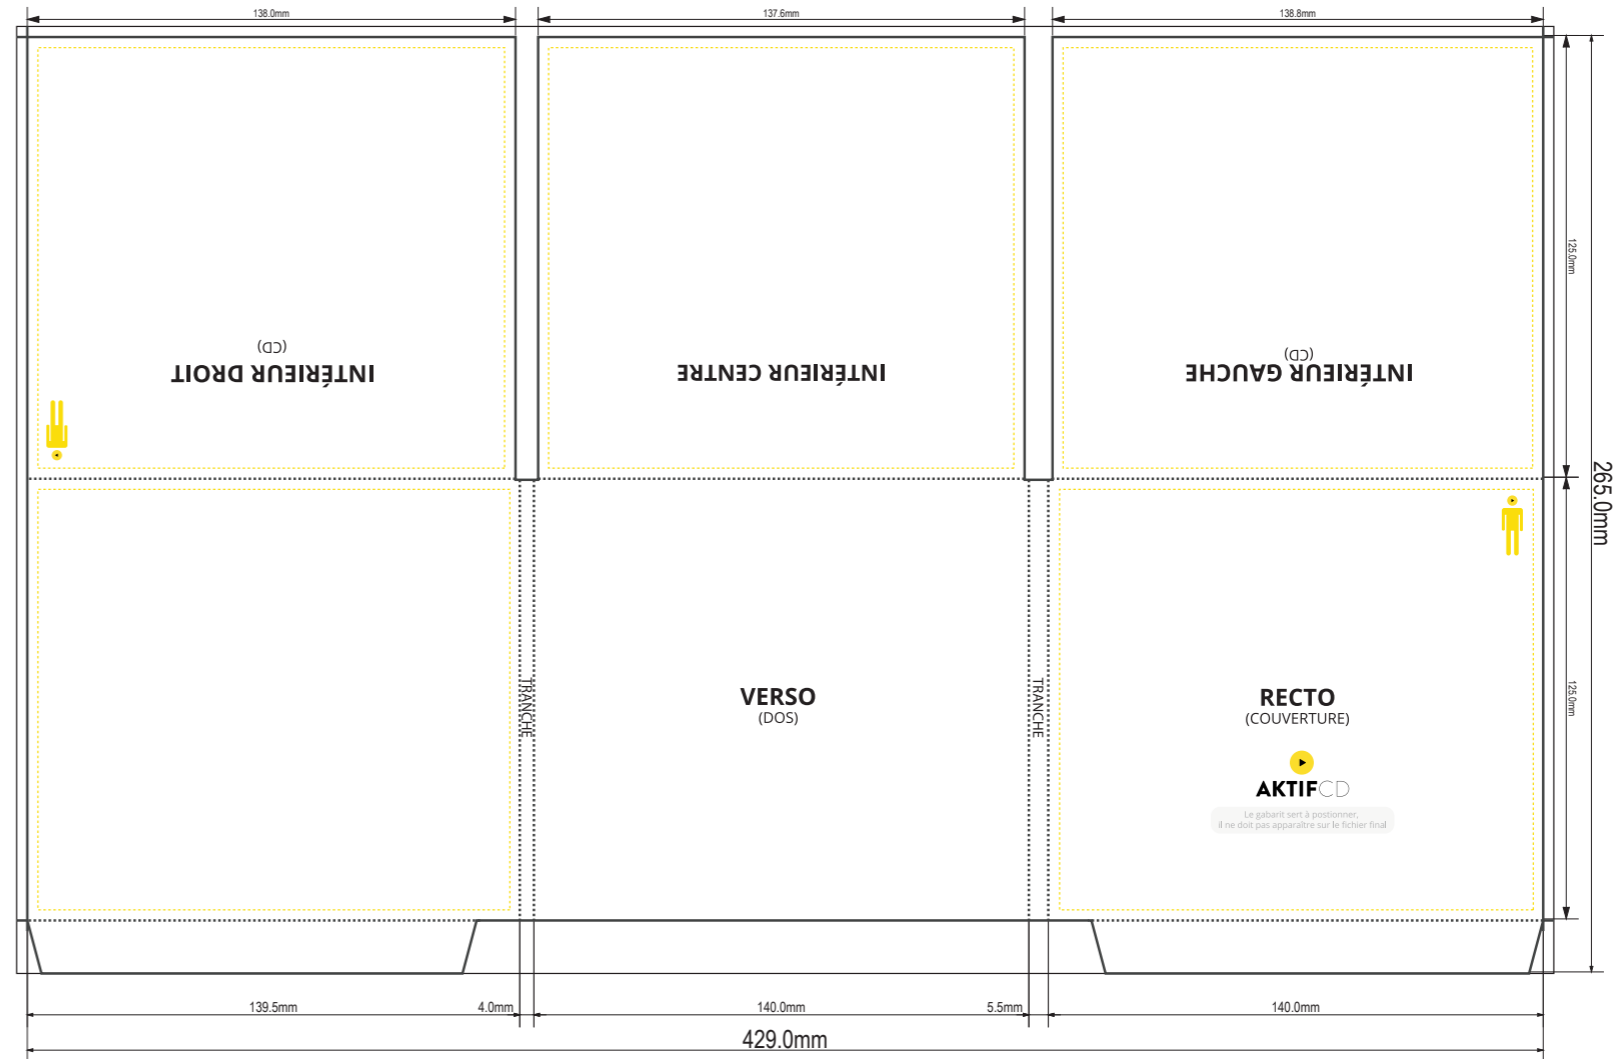 138.0mm
137.6mm
138.8mm
125.0mm
(CD)
INTÉRIEUR DROIT
INTÉRIEUR CENTRE
(CD)
INTÉRIEUR GAUCHE
265.0mm
TRANCHE
VERSO
(DOS)
TRANCHE
RECTO
(COUVERTURE)
125.0mm
AKTIFCD
Le gabarit sert à postionner,
il ne doit pas apparaître sur le fichier final
139.5mm
4.0mm
140.0mm
5.5mm
140.0mm
429.0mm